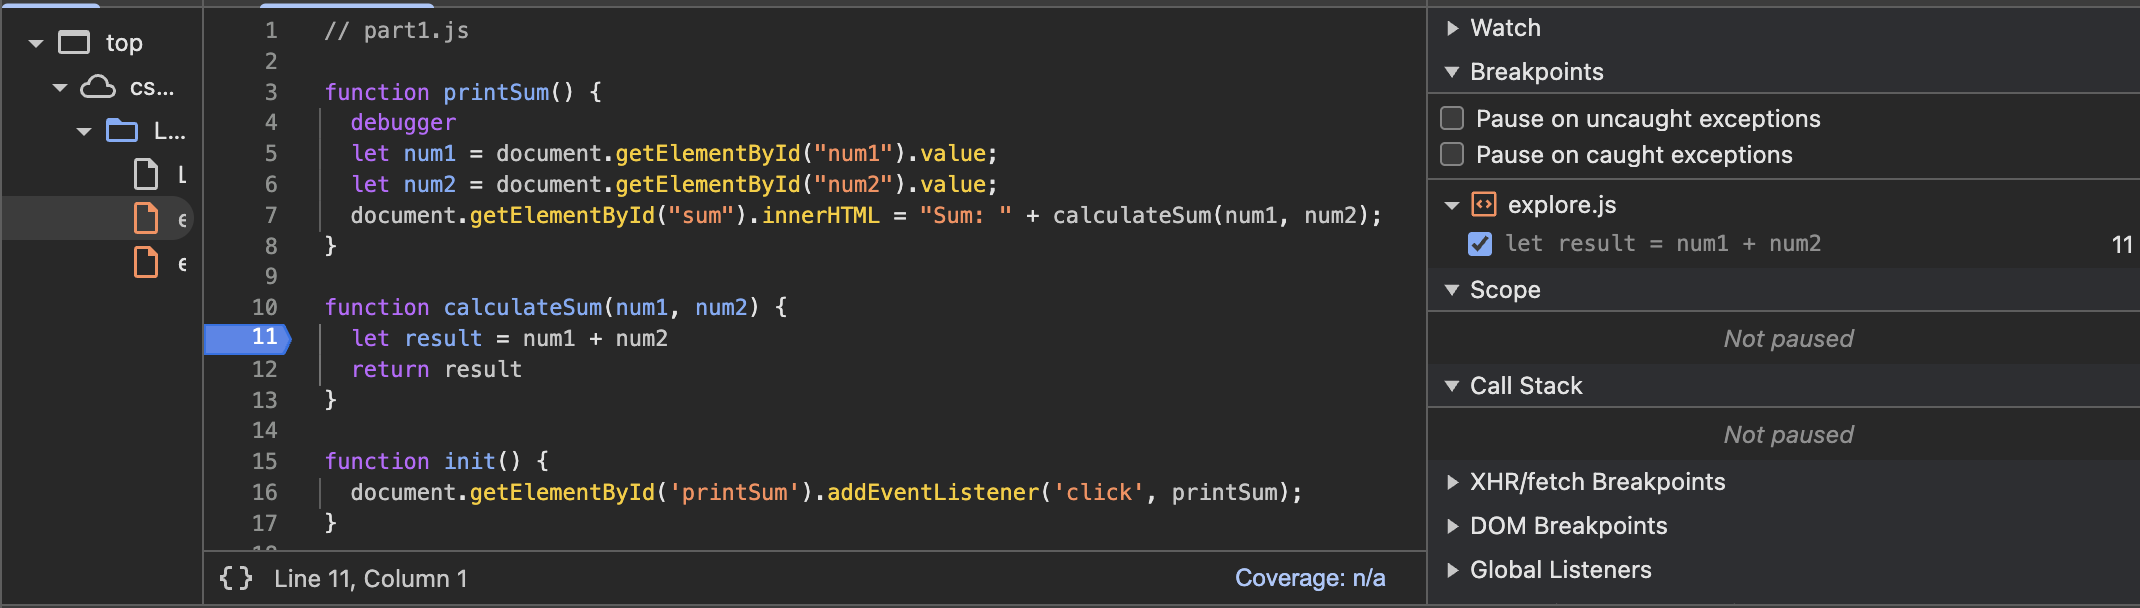 top
cs...
L...
L
e
e
1 // part1.js
2
3 function printSum() {
4 debugger
5 let num1 = document.getElementById("num1").value;
6 let num2 = document.getElementById("num2").value;
7 document.getElementById("sum").innerHTML = "Sum: " + calculateSum(num1, num2);
8 }
9
10 function calculateSum(num1, num2) {
11 let result = num1 + num2
12 return result
13 }
14
15 function init() {
16 document.getElementById('printSum').addEventListener('click', printSum);
17 }
{ } Line 11, Column 1 Coverage: n/a
Watch
Breakpoints
Pause on uncaught exceptions
Pause on caught exceptions
explore.js
let result = num1 + num2 11
Scope
Not paused
Call Stack
Not paused
XHR/fetch Breakpoints
DOM Breakpoints
Global Listeners